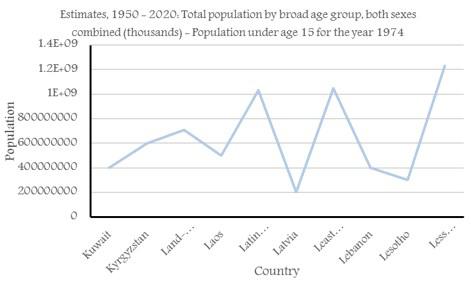 Estimates, 1950 - 2020: Total population by broad age group, both sexes
combined (thousands) - Population under age 15 for the year 1974
1.4E+09
1.2E+09
1E+09
800000000
600000000
400000000
200000000
0
Population
Kuwait
Kyrgyzstan
Land-…
Laos
Latin…
Latvia
Least…
Lebanon
Lesotho
Less…
Country